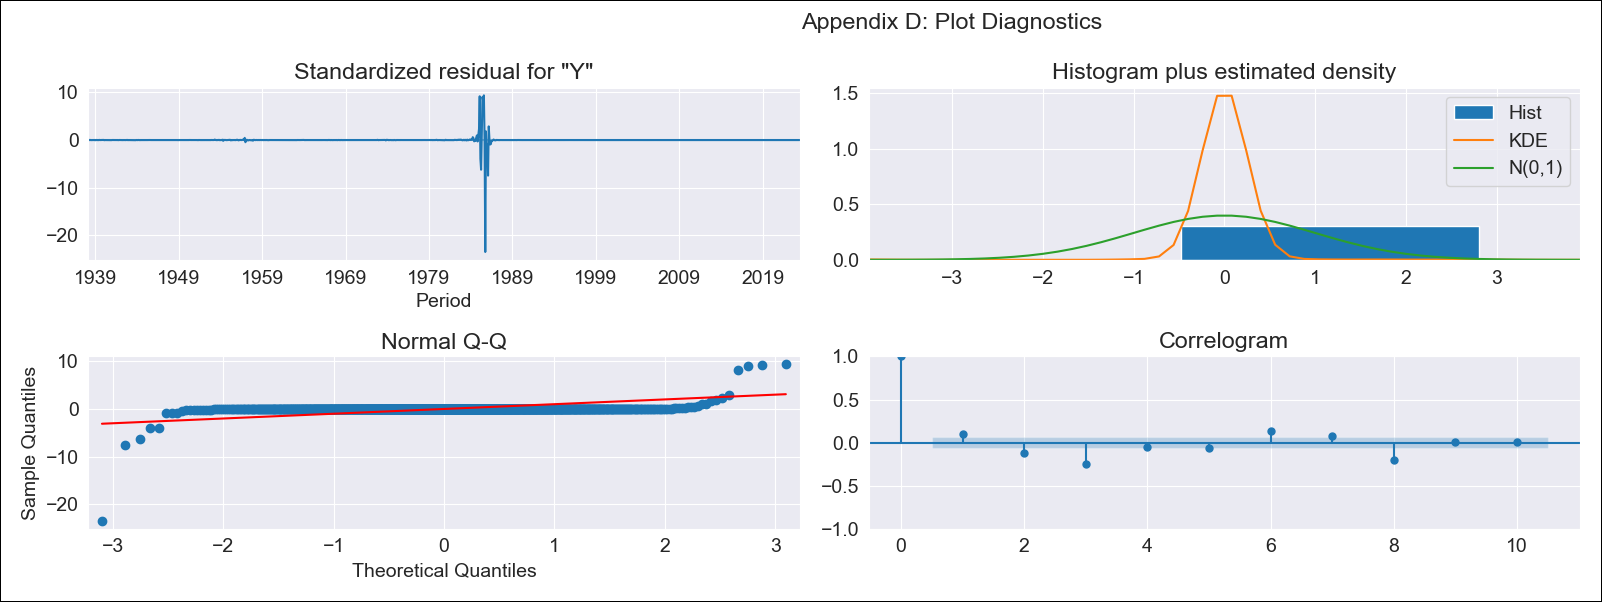 Appendix D: Plot Diagnostics
Standardized residual for "Y"
10
0
−10
−20
1939 1949 1959 1969 1979 1989 1999 2009 2019
Period
Histogram plus estimated density
1.5
1.0
0.5
0.0
Hist
KDE
N(0,1)
−3 −2 −1 0 1 2 3
Normal Q-Q
Sample Quantiles
10
0
−10
−20
−3 −2 −1 0 1 2 3
Theoretical Quantiles
Correlogram
1.0
0.5
0.0
−0.5
−1.0
0 2 4 6 8 10